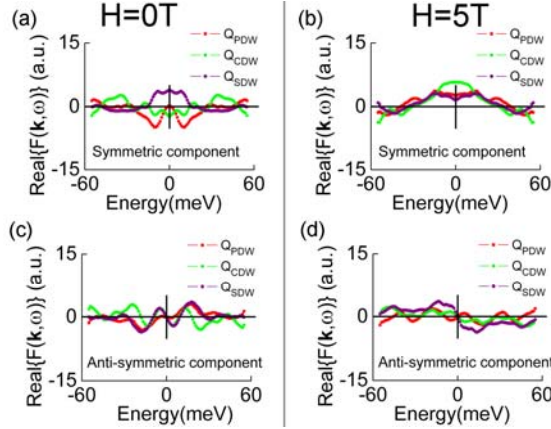 H=0T
H=5T
(a)
Real{F(k,ω)} (a.u.)
15
0
-15
Q_PDW
Q_CDW
Q_SDW
Symmetric component
-60 0 60
Energy(meV)
(b)
Real{F(k,ω)} (a.u.)
15
0
-15
Q_PDW
Q_CDW
Q_SDW
Symmetric component
-60 0 60
Energy(meV)
(c)
Real{F(k,ω)} (a.u.)
15
0
-15
Q_PDW
Q_CDW
Q_SDW
Anti-symmetric component
-60 0 60
Energy(meV)
(d)
Real{F(k,ω)} (a.u.)
15
0
-15
Q_PDW
Q_CDW
Q_SDW
Anti-symmetric component
-60 0 60
Energy(meV)